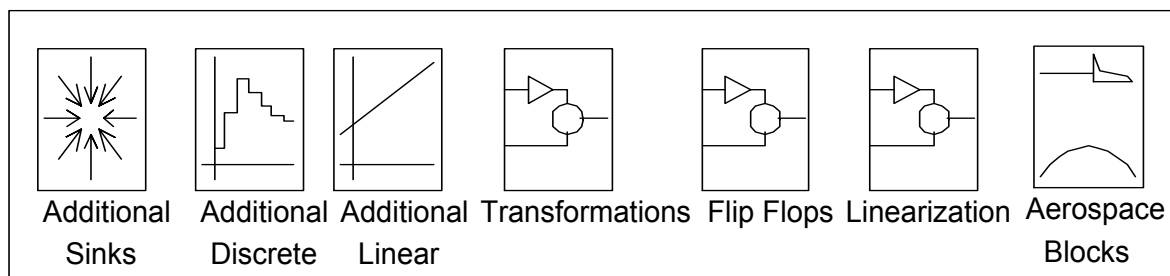 Additional
Sinks
Additional
Discrete
Additional
Linear
Transformations
Flip Flops
Linearization
Aerospace
Blocks